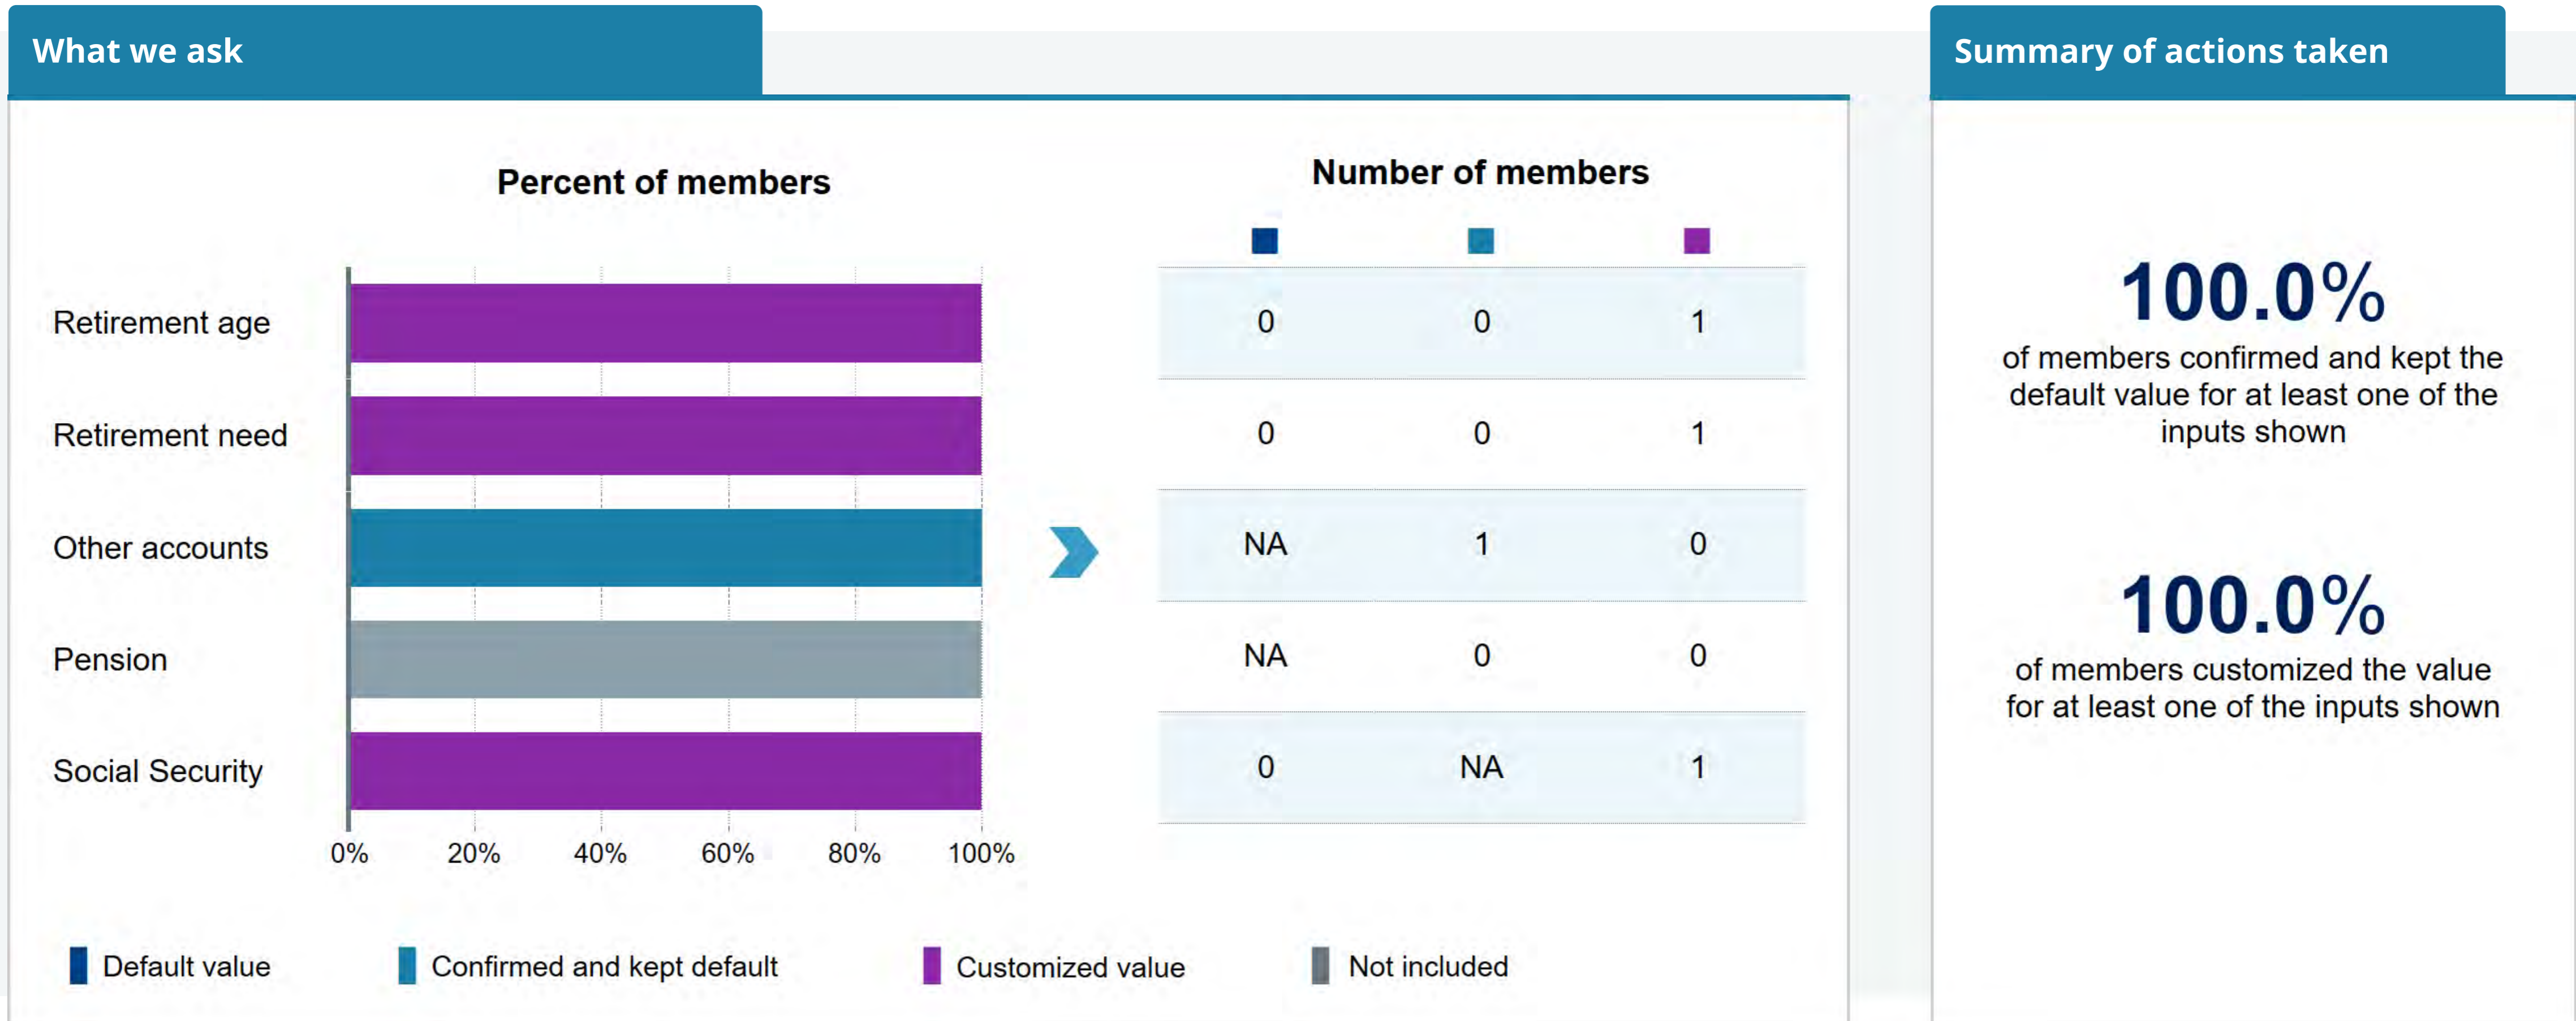 What we ask
Percent of members
Number of members
Retirement age
0 0 1
Retirement need
0 0 1
Other accounts
NA 1 0
Pension
NA 0 0
Social Security
0 NA 1
0% 20% 40% 60% 80% 100%
Default value
Confirmed and kept default
Customized value
Not included
Summary of actions taken
100.0%
of members confirmed and kept the
default value for at least one of the
inputs shown
100.0%
of members customized the value
for at least one of the inputs shown